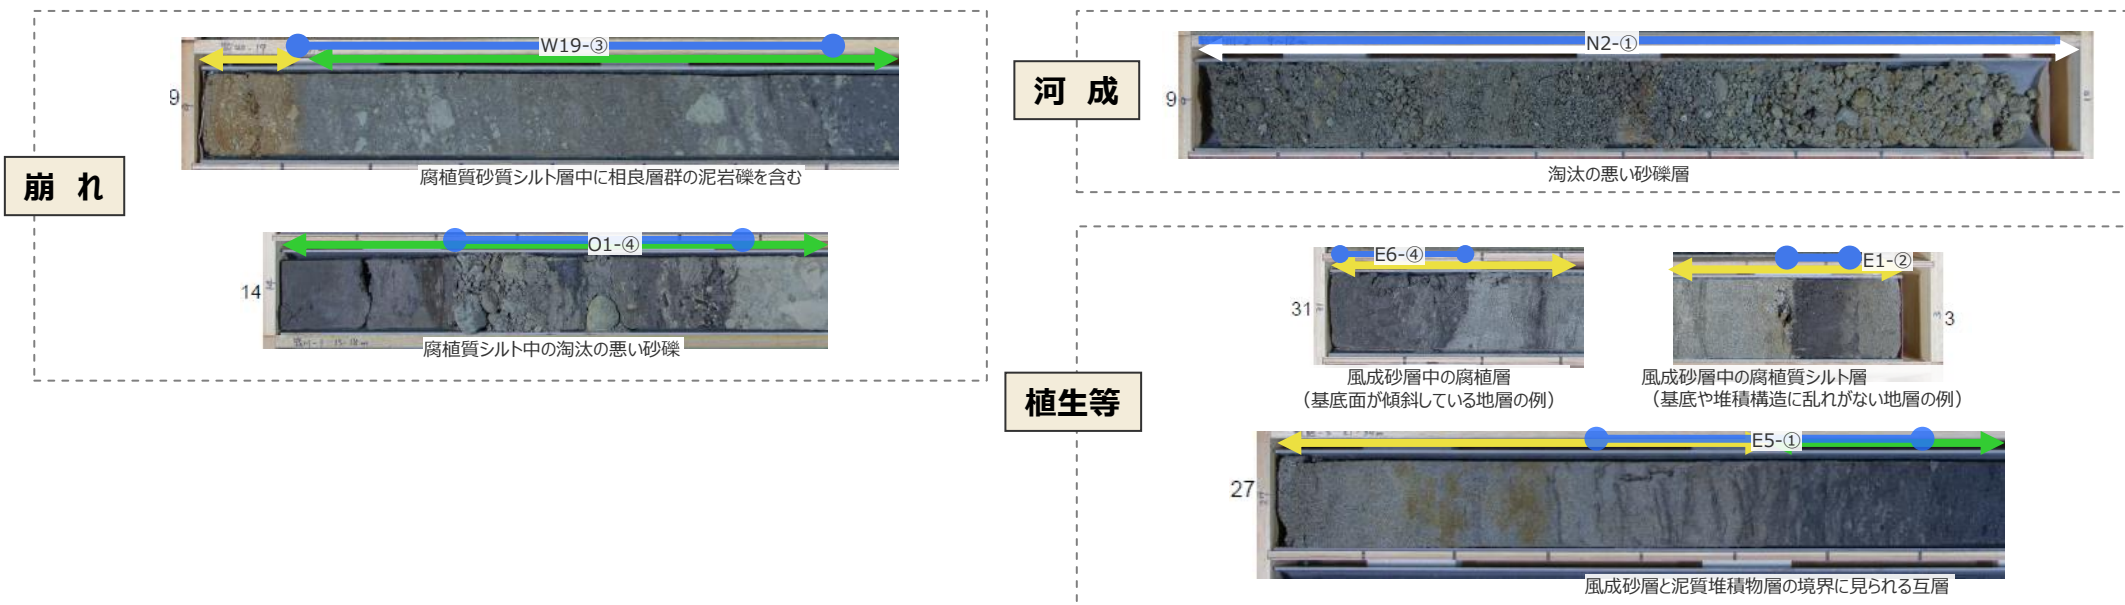 崩 れ
W19-③
9
腐植質砂質シルト層中に相良層群の泥岩礫を含む
O1-④
14
腐植質シルト中の淘汰の悪い砂礫
河 成
N2-①
9
淘汰の悪い砂礫層
植生等
E6-④
31
風成砂層中の腐植層
（基底面が傾斜している地層の例）
E1-②
3
風成砂層中の腐植質シルト層
（基底や堆積構造に乱れがない地層の例）
E5-①
27
風成砂層と泥質堆積物層の境界に見られる互層